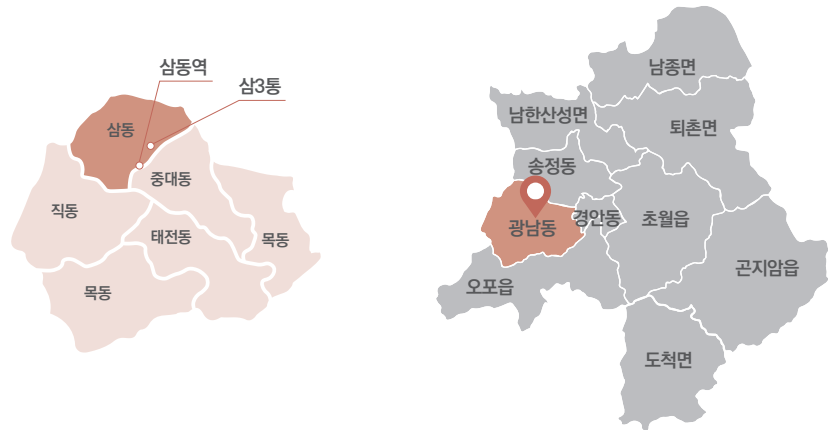 삼동역
삼3통
삼동
중대동
직동
태전동
목동
목동
남종면
남한산성면
퇴촌면
송정동
경안동
초월읍
광남동
곤지암읍
오포읍
도척면